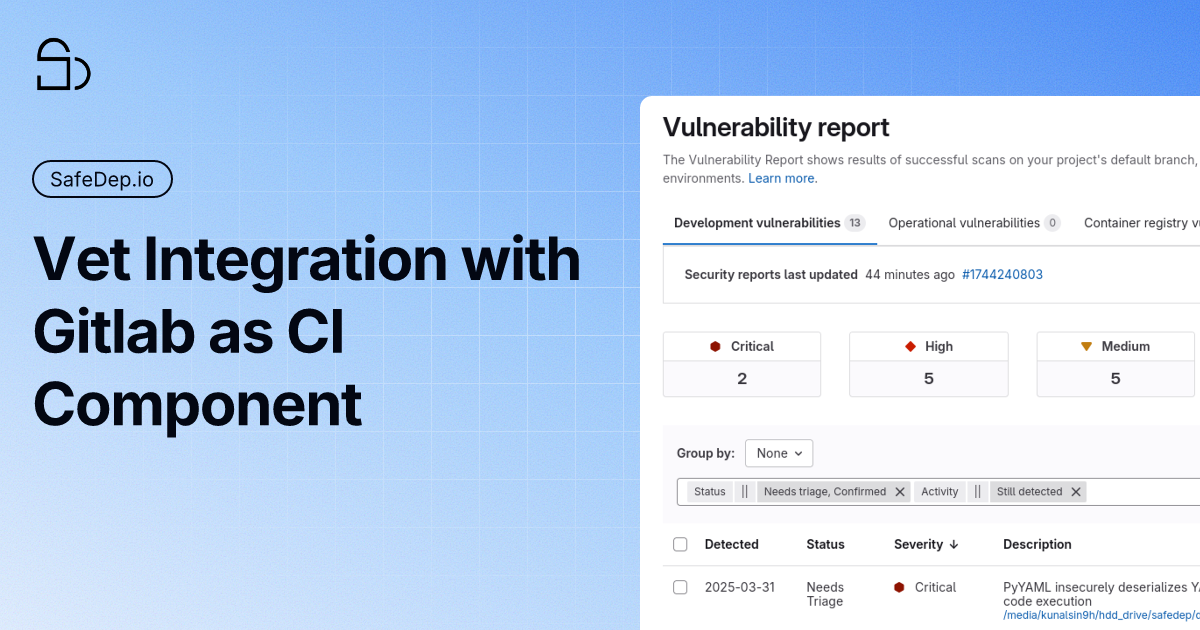 SafeDep.io
Vet Integration with
Gitlab as CI
Component
Vulnerability report
The Vulnerability Report shows results of successful scans on your project's default branch,
environments. Learn more.
Development vulnerabilities 13 Operational vulnerabilities 0 Container registry
Security reports last updated 44 minutes ago #1744240803
Critical High Medium
2 5 5
Group by: None
Status || Needs triage, Confirmed Activity || Still detected
Detected Status Severity Description
2025-03-31 Needs Critical PyYAML insecurely deserializes
Triage code execution
/media/kunalsin9h/hdd_drive/safedep/